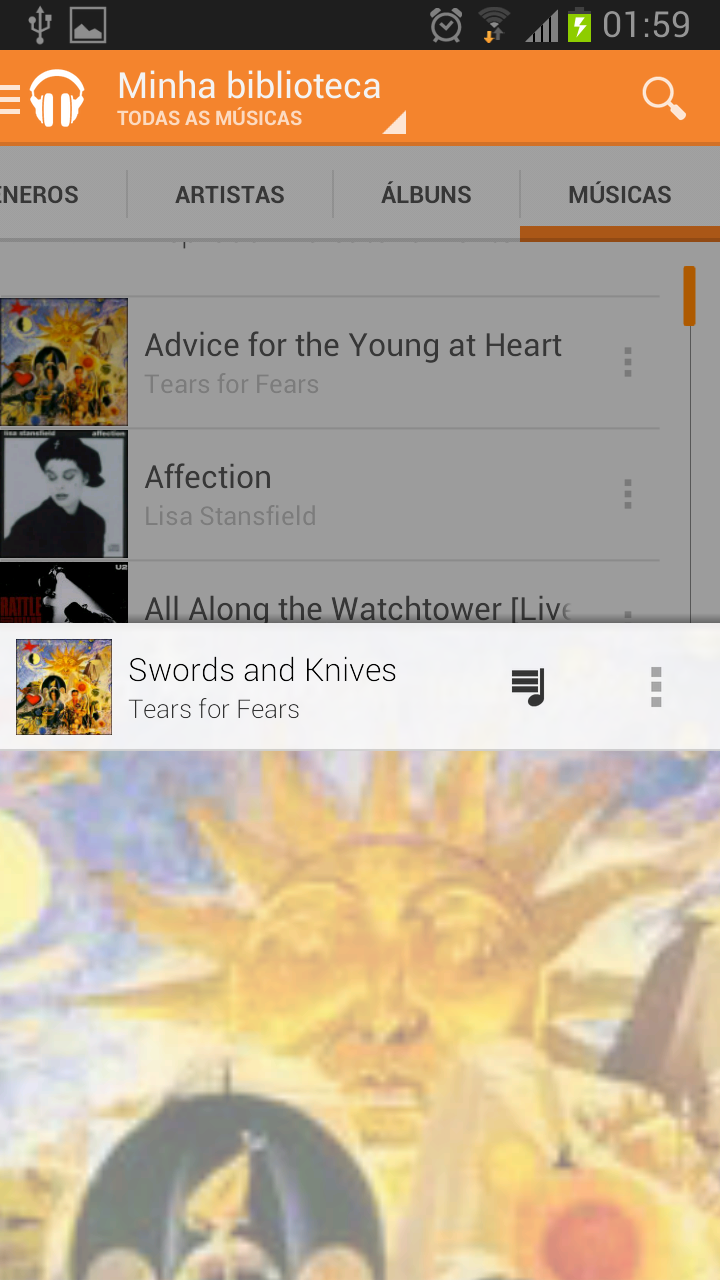 01:59
Minha biblioteca
TODAS AS MÚSICAS
ENEROS ARTISTAS ÁLBUNS MÚSICAS
Advice for the Young at Heart
Tears for Fears
lisa stansfield affection
Affection
Lisa Stansfield
U2
RATTLE
All Along the Watchtower [Live
Swords and Knives
Tears for Fears